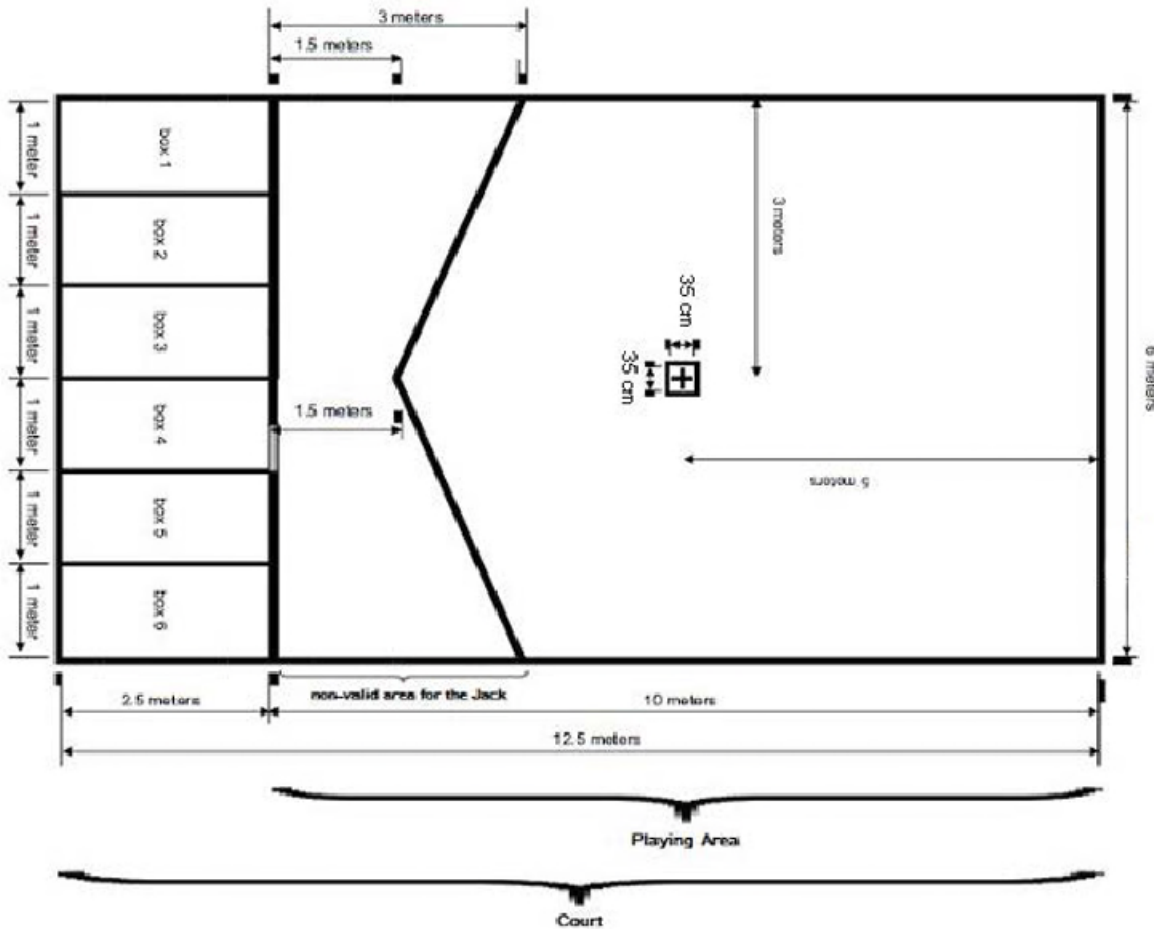 3 meters
1.5 meters
1 meter
box 1
1 meter
box 2
1 meter
box 3
1 meter
box 4
1 meter
box 5
1 meter
box 6
3 meters
35 cm
35 cm
6 meters
1.5 meters
5 meters
non-valid area for the Jack
2.5 meters
10 meters
12.5 meters
Playing Area
Court